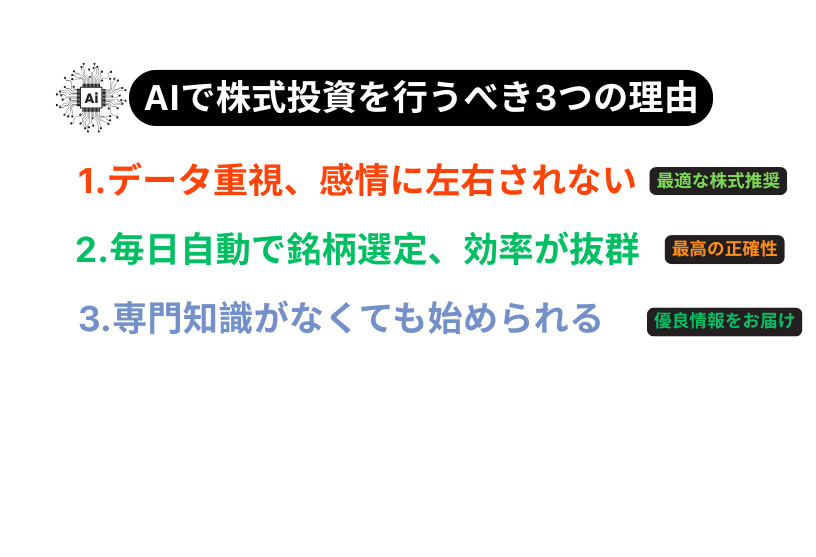 Ai
AIで株式投資を行うべき3つの理由
1.データ重視、感情に左右されない
最適な株式推奨
2.毎日自動で銘柄選定、効率が抜群
最高の正確性
3.専門知識がなくても始められる
優良情報をお届け